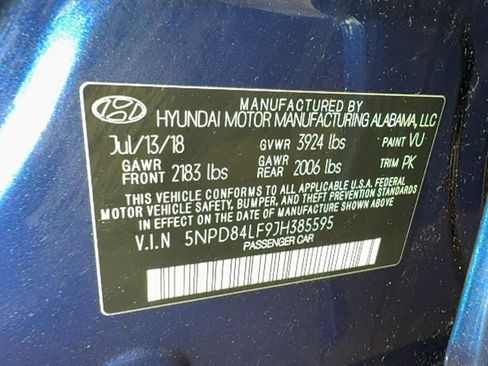 MANUFACTURED BY
HYUNDAI MOTOR MANUFACTURING ALABAMA, LLC
Jul/13/18 GVWR 3924 lbs PAINT VU
GAWR FRONT 2183 lbs GAWR REAR 2006 lbs TRIM PK
THIS VEHICLE CONFORMS TO ALL APPLICABLE U.S.A. FEDERAL
MOTOR VEHICLE SAFETY, BUMPER, AND THEFT PREVENTION STANDARDS
IN EFFECT ON THE DATE OF MANUFACTURE SHOWN ABOVE.
V.I.N 5NPD84LF9JH385595
PASSENGER CAR